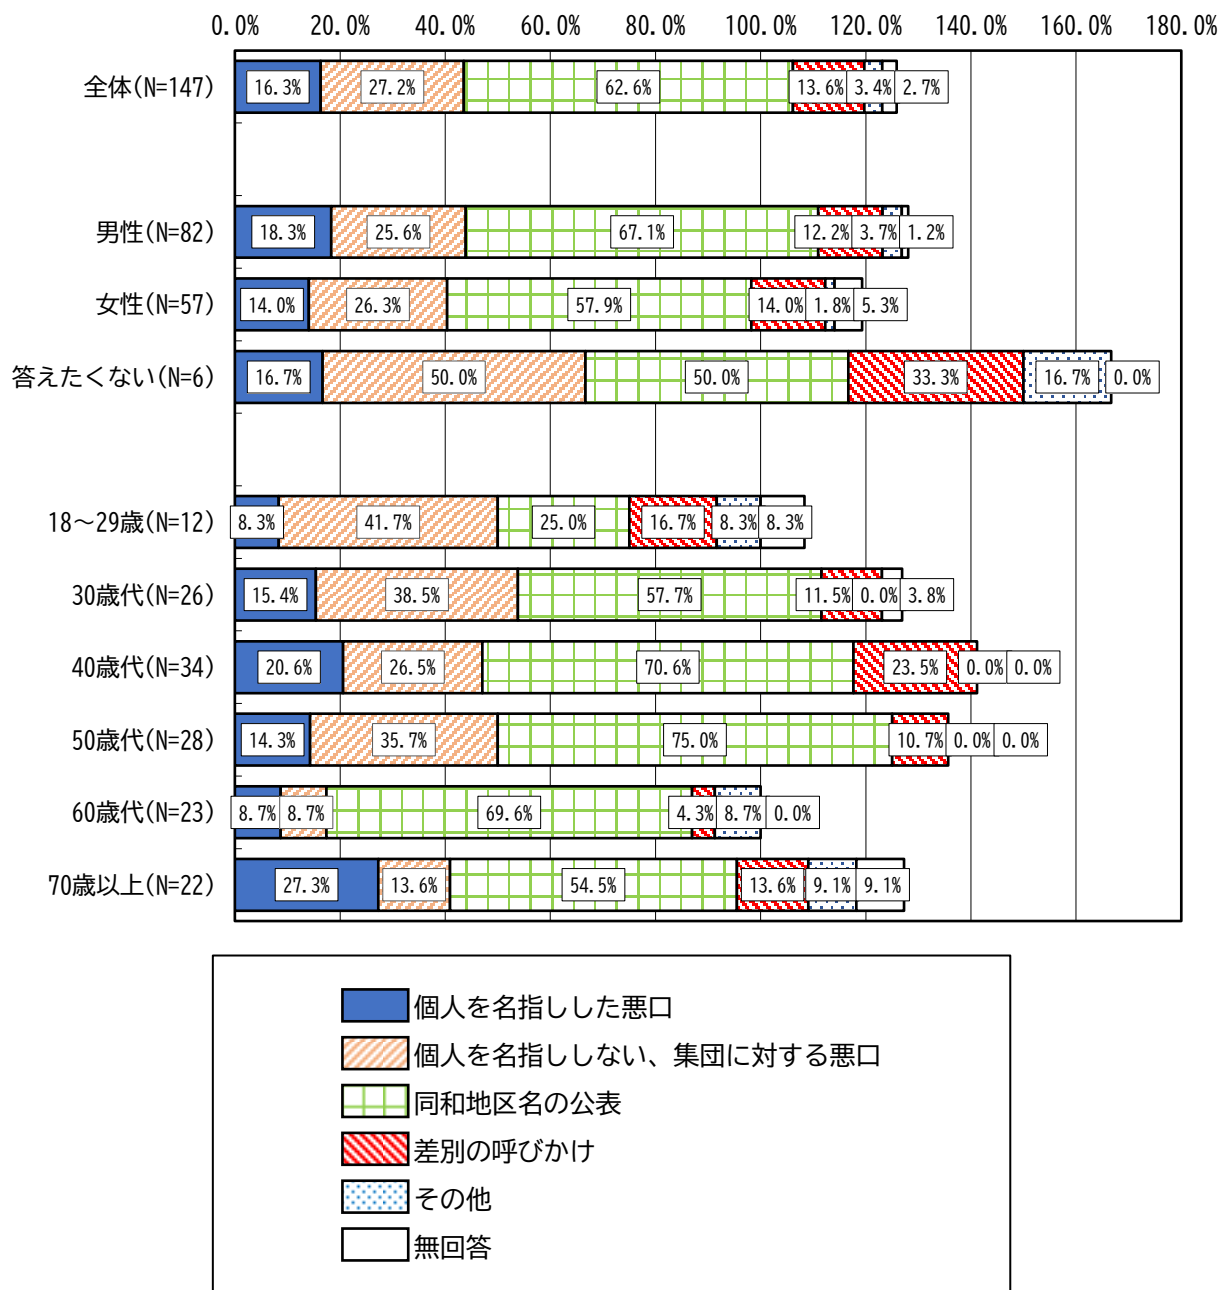 0.0% 20.0% 40.0% 60.0% 80.0% 100.0% 120.0% 140.0% 160.0% 180.0%
全体(N=147) 16.3% 27.2% 62.6% 13.6% 3.4% 2.7%
男性(N=82) 18.3% 25.6% 67.1% 12.2% 3.7% 1.2%
女性(N=57) 14.0% 26.3% 57.9% 14.0% 1.8% 5.3%
答えたくない(N=6) 16.7% 50.0% 50.0% 33.3% 16.7% 0.0%
18～29歳(N=12) 8.3% 41.7% 25.0% 16.7% 8.3% 8.3%
30歳代(N=26) 15.4% 38.5% 57.7% 11.5% 0.0% 3.8%
40歳代(N=34) 20.6% 26.5% 70.6% 23.5% 0.0% 0.0%
50歳代(N=28) 14.3% 35.7% 75.0% 10.7% 0.0% 0.0%
60歳代(N=23) 8.7% 8.7% 69.6% 4.3% 8.7% 0.0%
70歳以上(N=22) 27.3% 13.6% 54.5% 13.6% 9.1% 9.1%
個人を名指しした悪口
個人を名指ししない、集団に対する悪口
同和地区名の公表
差別の呼びかけ
その他
無回答